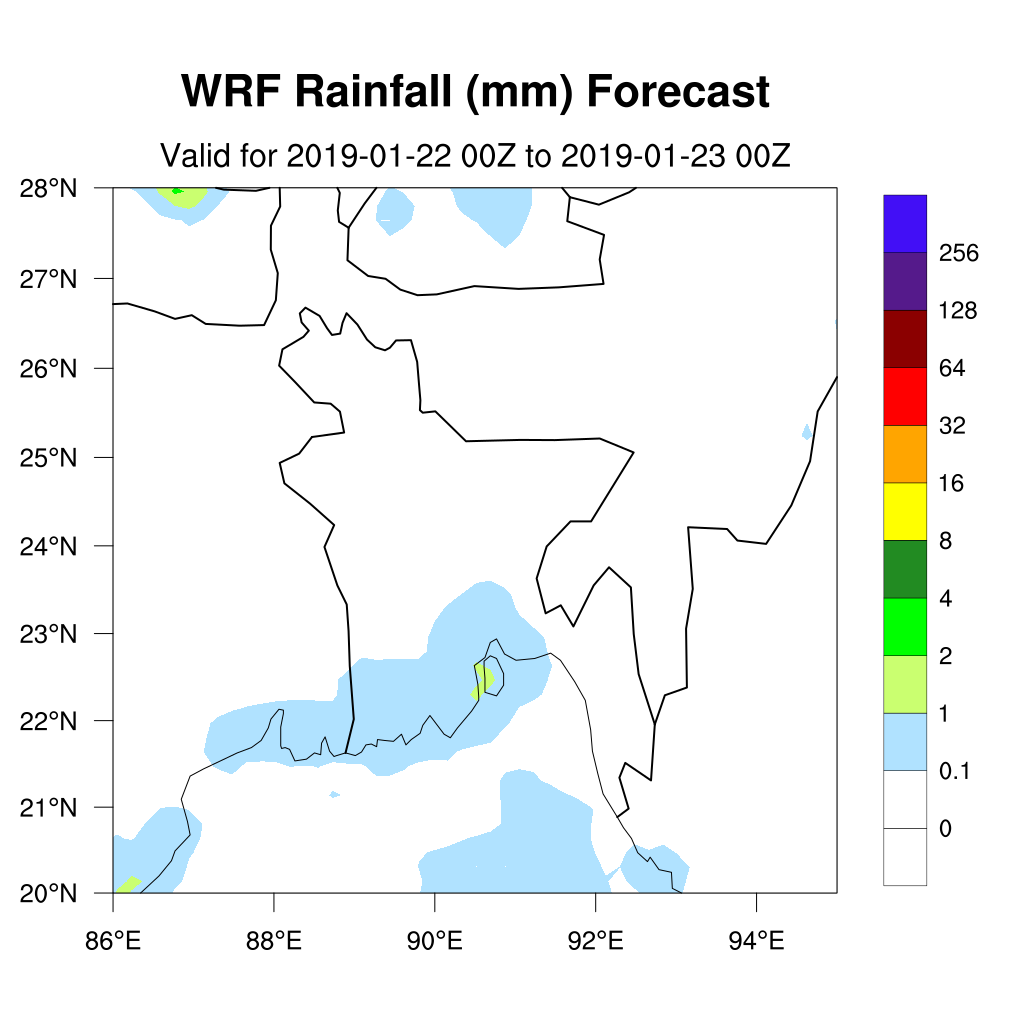 WRF Rainfall (mm) Forecast
Valid for 2019-01-22 00Z to 2019-01-23 00Z
28°N
27°N
26°N
25°N
24°N
23°N
22°N
21°N
20°N
86°E
88°E
90°E
92°E
94°E
256
128
64
32
16
8
4
2
1
0.1
0